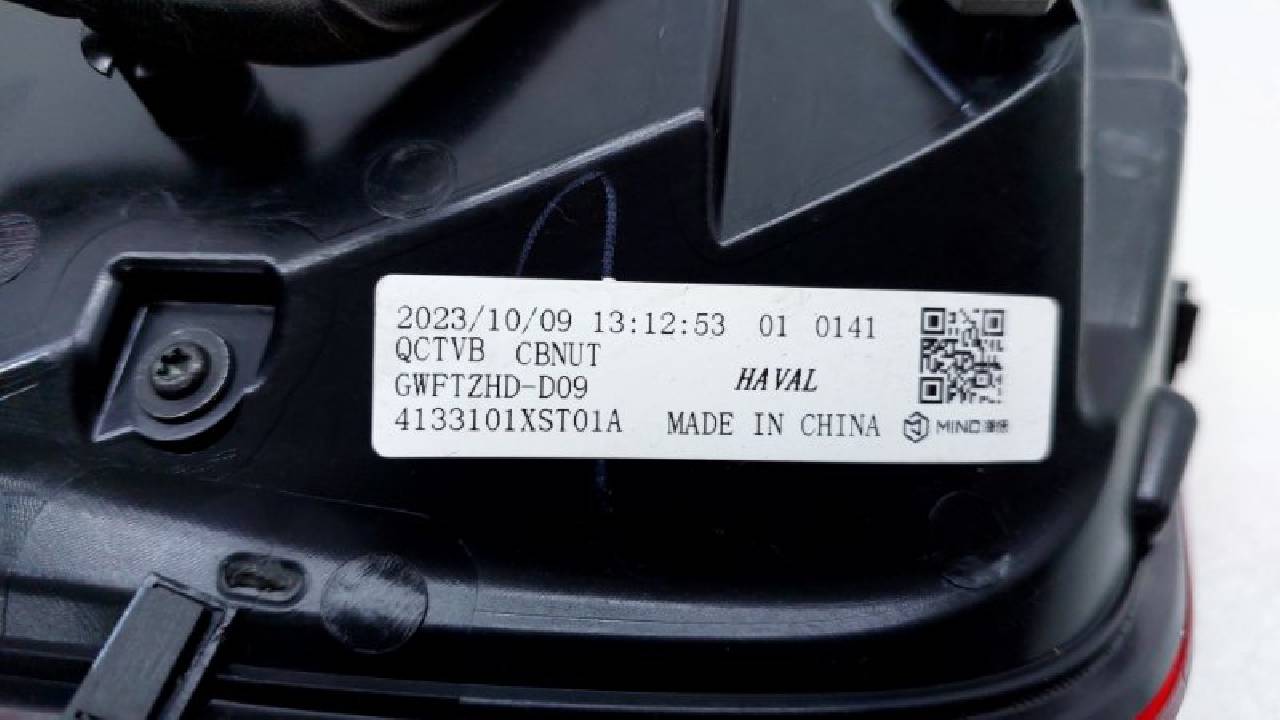 2023/10/09 13:12:53 01 0141
QCTVB CBNUT
GWFTZHD-D09 HAVAL
4133101XST01A MADE IN CHINA MIND